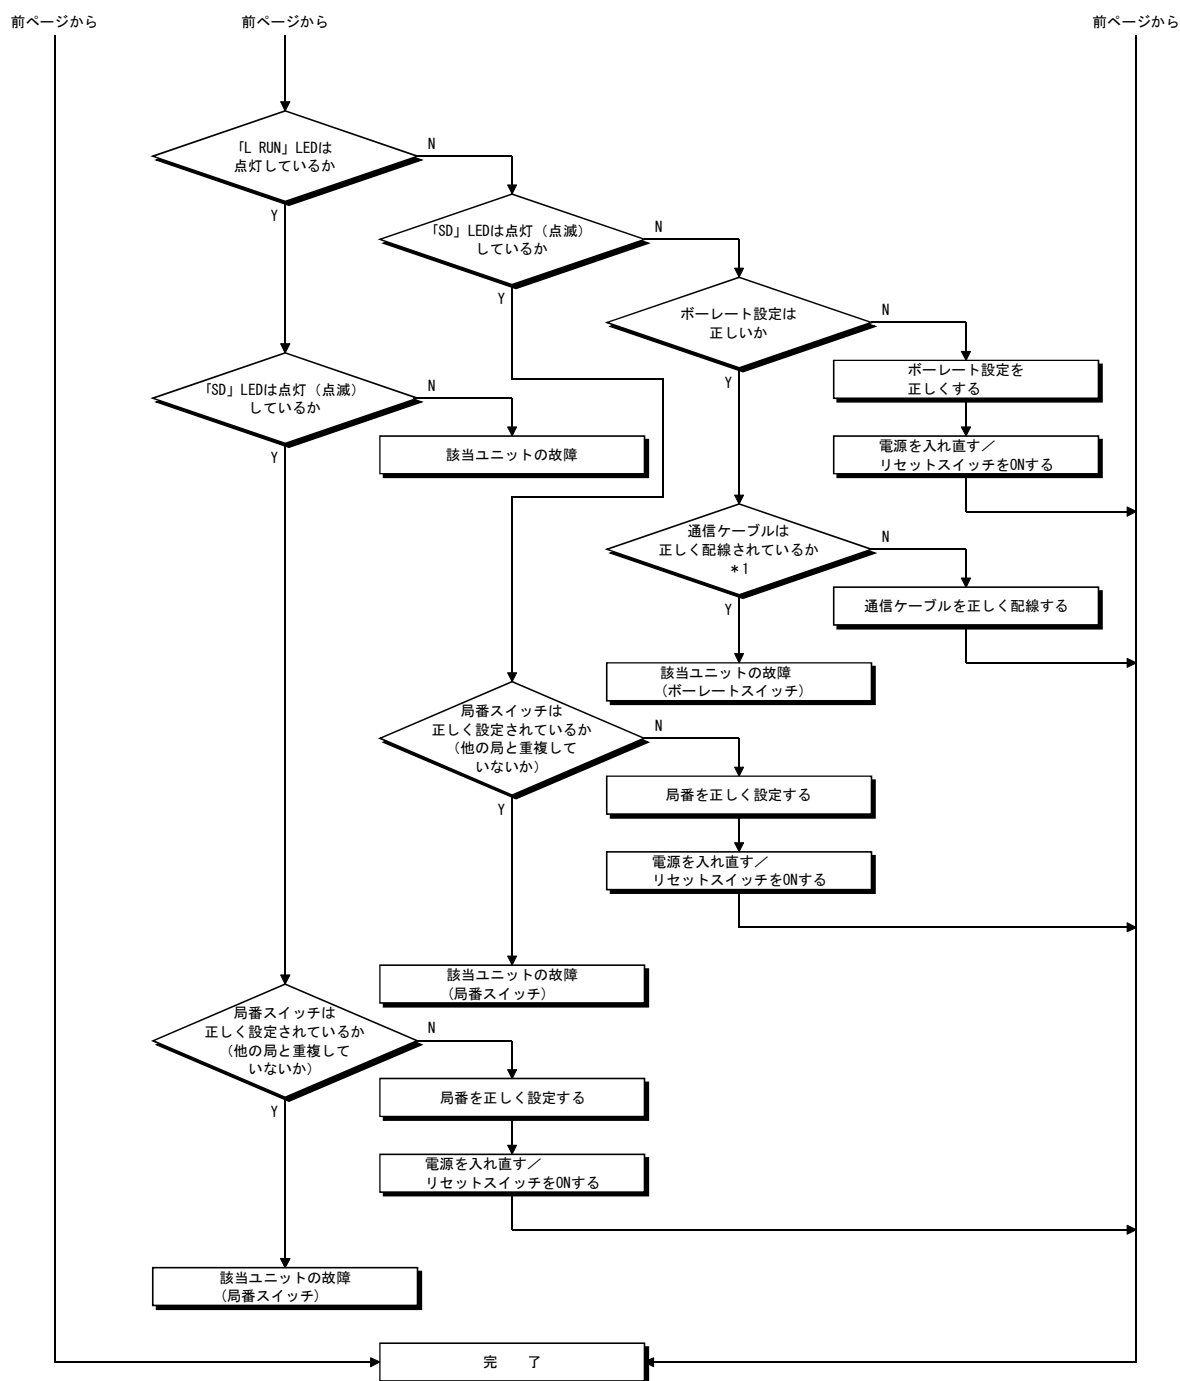 前ページから
前ページから
前ページから
「L RUN」LEDは
点灯しているか
N
Y
「SD」LEDは点灯（点滅）
しているか
N
Y
ボーレート設定は
正しいか
N
Y
ボーレート設定を
正しくする
電源を入れ直す／
リセットスイッチをONする
「SD」LEDは点灯（点滅）
しているか
N
Y
該当ユニットの故障
通信ケーブルは
正しく配線されているか
＊1
N
Y
通信ケーブルを正しく配線する
該当ユニットの故障
（ボーレートスイッチ）
局番スイッチは
正しく設定されているか
（他の局と重複して
いないか）
N
Y
局番を正しく設定する
電源を入れ直す／
リセットスイッチをONする
該当ユニットの故障
（局番スイッチ）
局番スイッチは
正しく設定されているか
（他の局と重複して
いないか）
N
Y
局番を正しく設定する
電源を入れ直す／
リセットスイッチをONする
該当ユニットの故障
（局番スイッチ）
完　　了